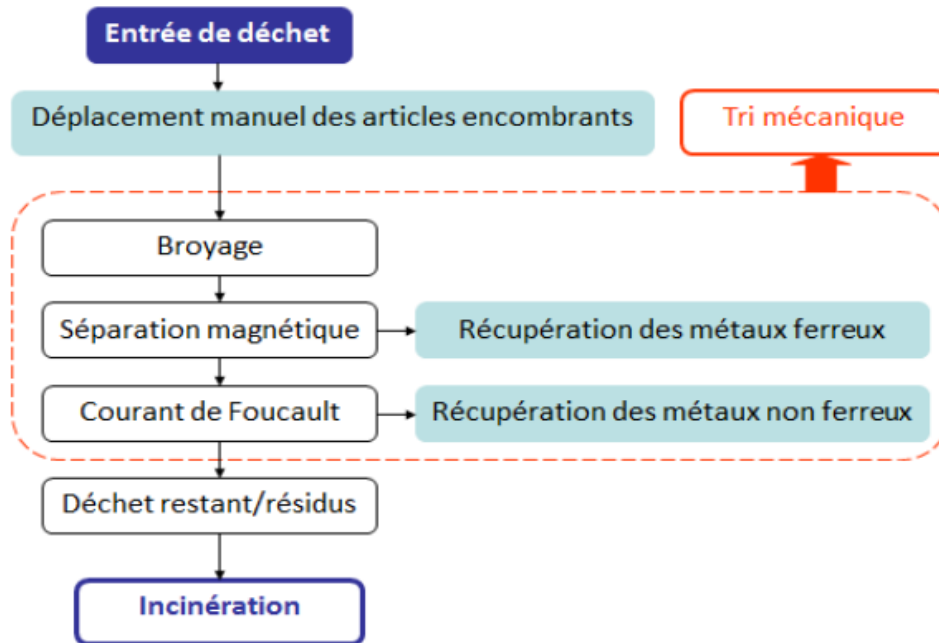 Entrée de déchet
Déplacement manuel des articles encombrants
Tri mécanique
Broyage
Séparation magnétique
Récupération des métaux ferreux
Courant de Foucault
Récupération des métaux non ferreux
Déchet restant/résidus
Incinération